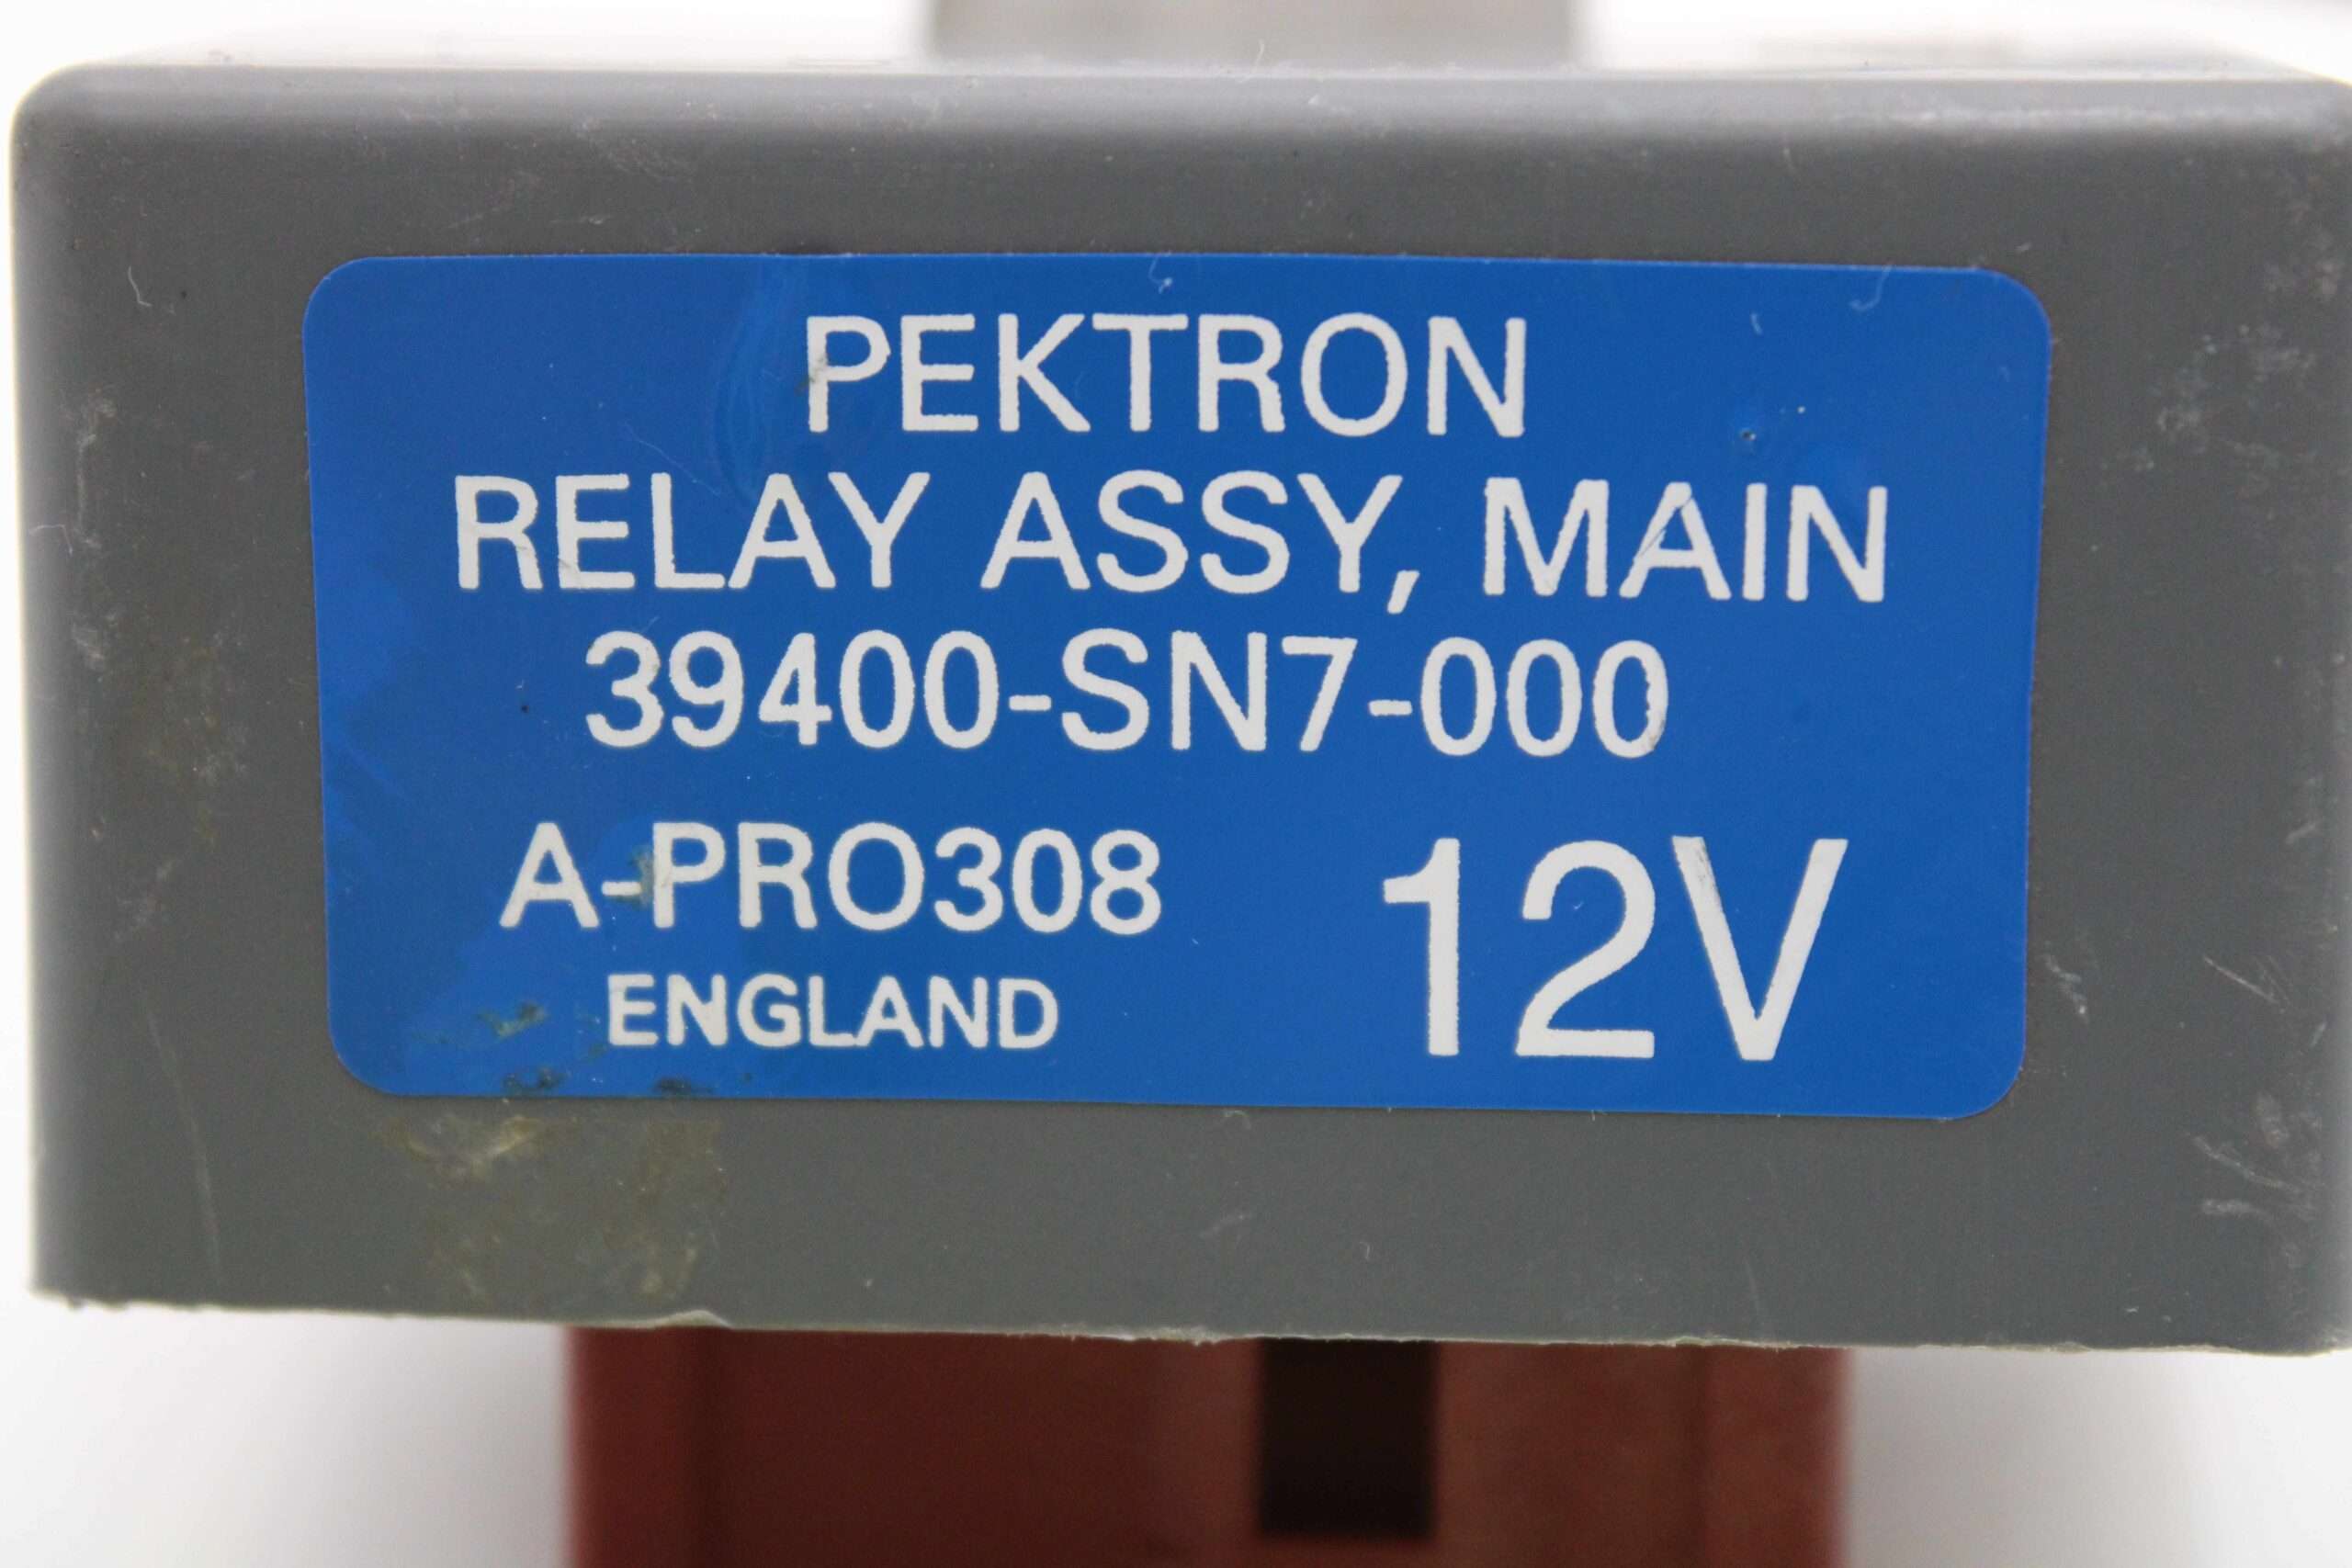 PEKTRON
RELAY ASSY, MAIN
39400-SN7-000
A-PRO308 12V
ENGLAND